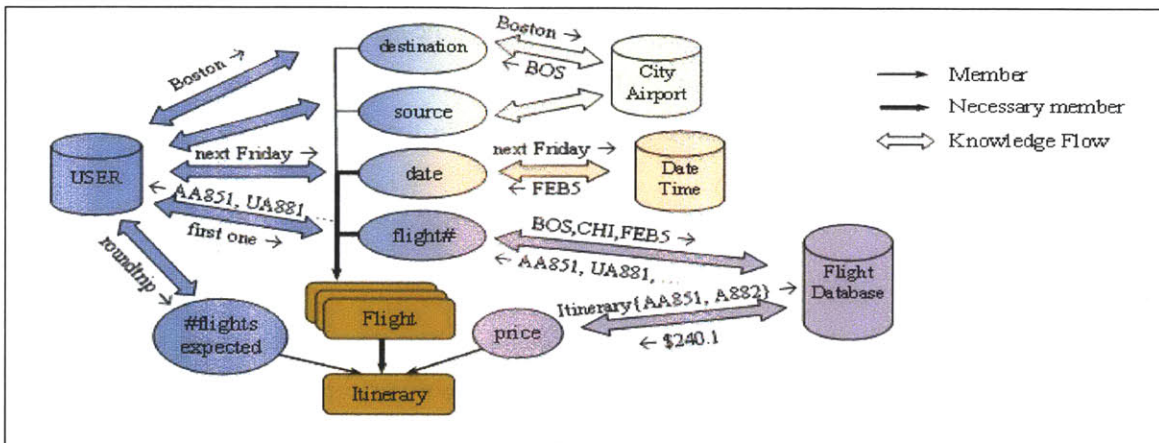 Boston →
destination
Boston →
← BOS
City
Airport
source
next Friday →
date
next Friday →
← FEB5
Date
Time
USER
← AA851, UA881, ...
first one →
flight#
BOS,CHI,FEB5 →
← AA851, UA881, ...
Flight
Database
roundtrip →
#flights
expected
Flight
price
Itinerary{AA851, A882} →
← $240.1
Itinerary
Member
Necessary member
Knowledge Flow